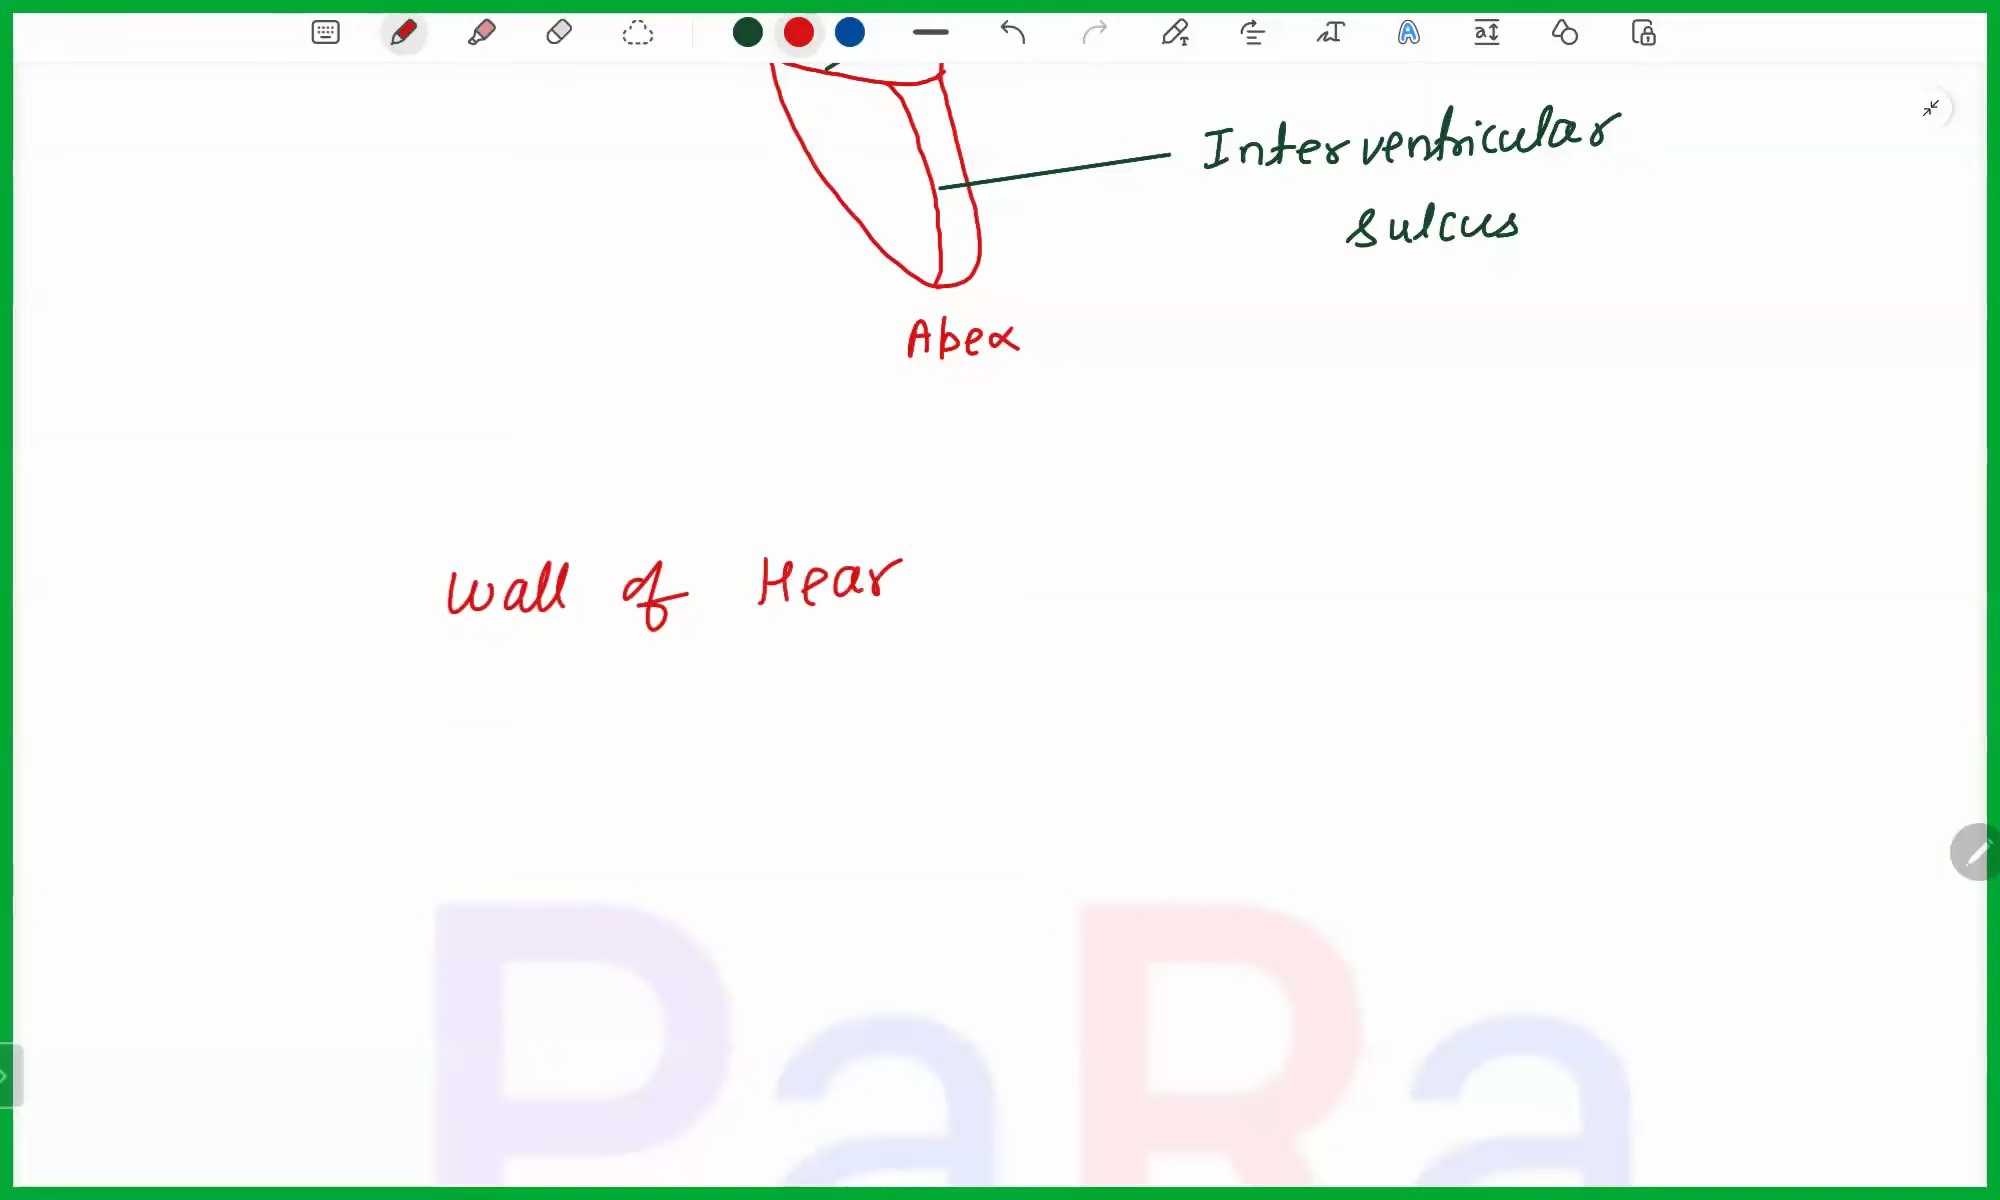 Interventricular
sulcus
Abex
Wall of Hear
PaRa